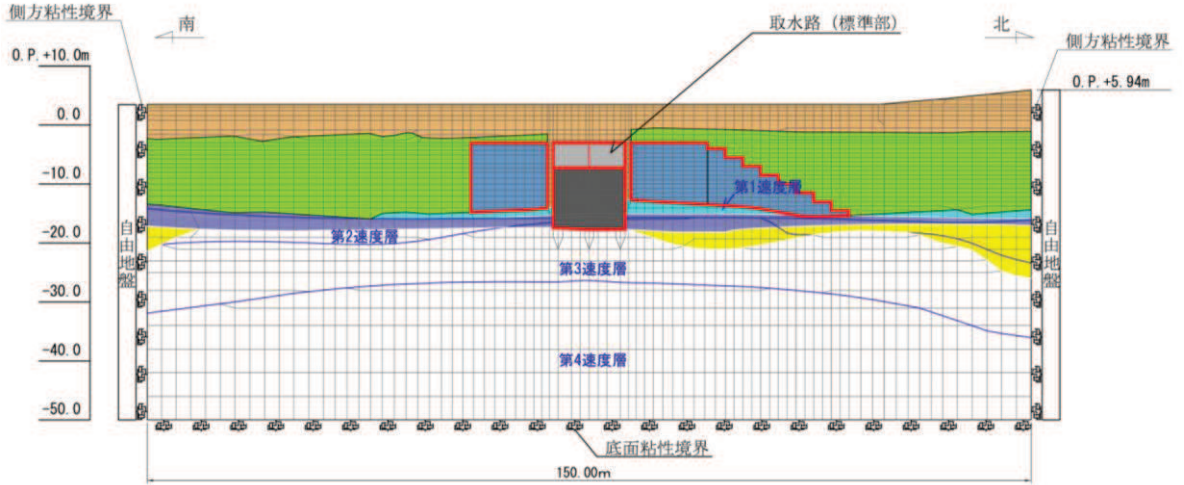 側方粘性境界
南
取水路 (標準部)
北
側方粘性境界
O.P.+10.0m
O.P.+5.94m
0.0
-10.0
第1速度層
-20.0
自由地盤
第2速度層
自由地盤
第3速度層
-30.0
-40.0
第4速度層
-50.0
底面粘性境界
150.00m